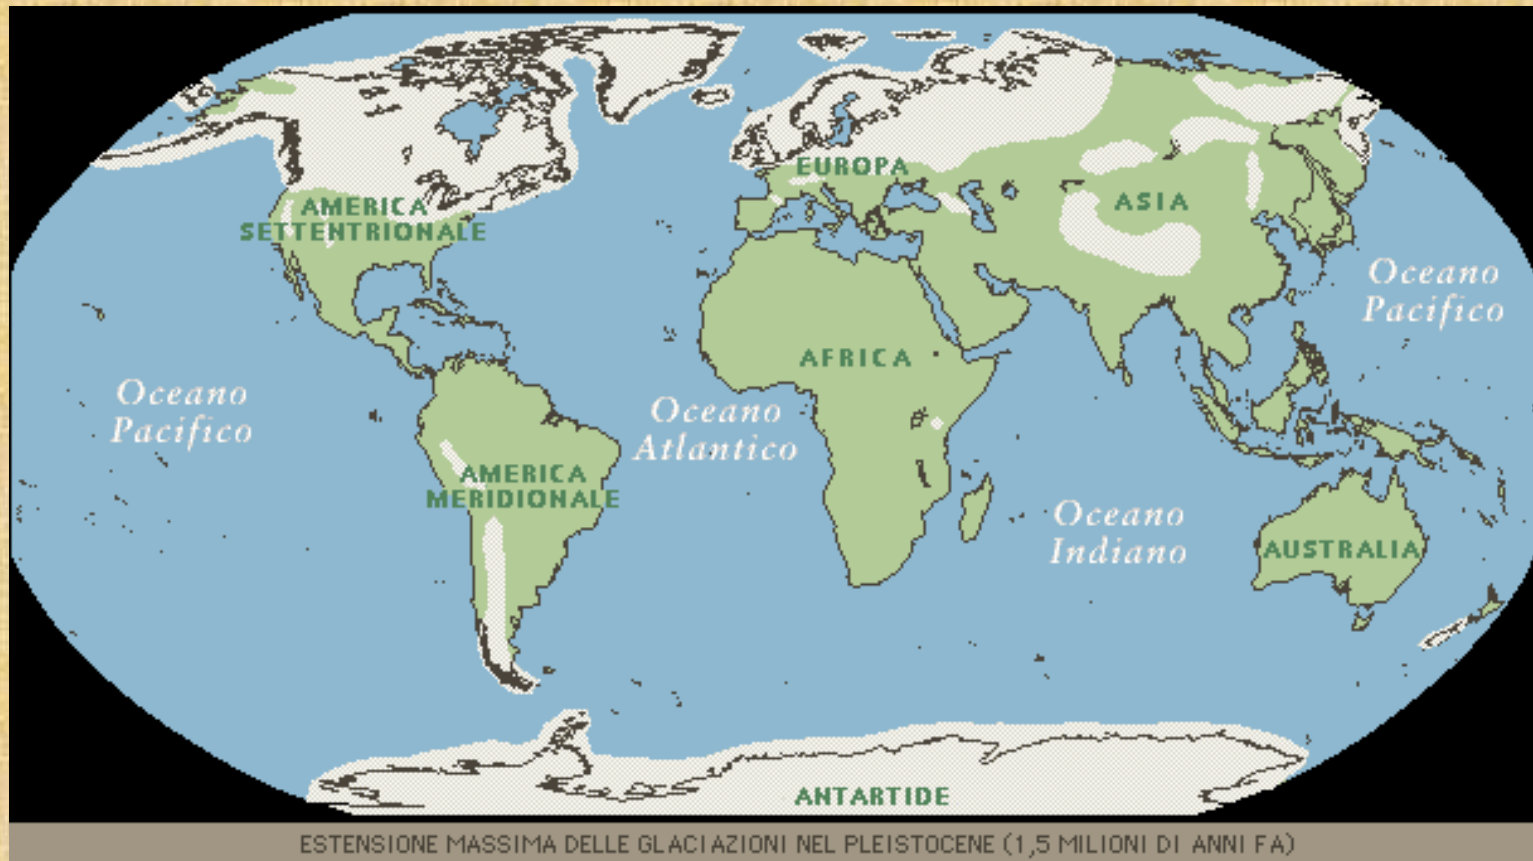 EUROPA
ASIA
AMERICA
SETTENTRIONALE
Oceano
Pacifico
AFRICA
Oceano
Pacifico
Oceano
Atlantico
AMERICA
MERIDIONALE
Oceano
Indiano
AUSTRALIA
ANTARTIDE
ESTENSIONE MASSIMA DELLE GLACIAZIONI NEL PLEISTOCENE (1,5 MILIONI DI ANNI FA)